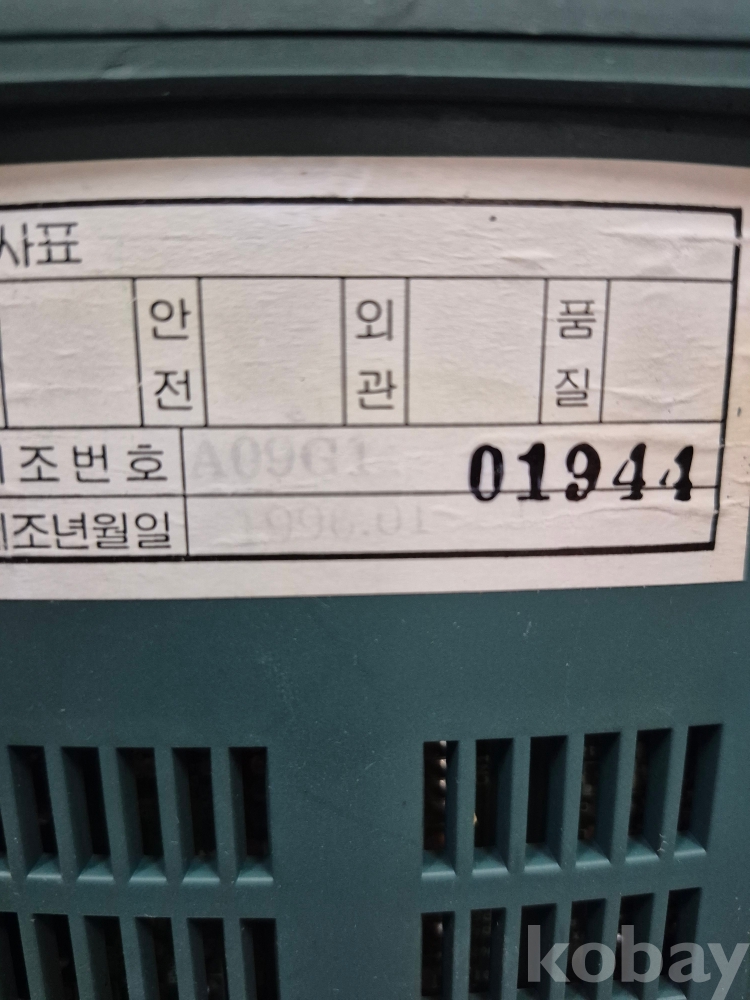 사표
안전 외관 품질
조번호 A09G1 01944
조년월일 1996.01
kobay